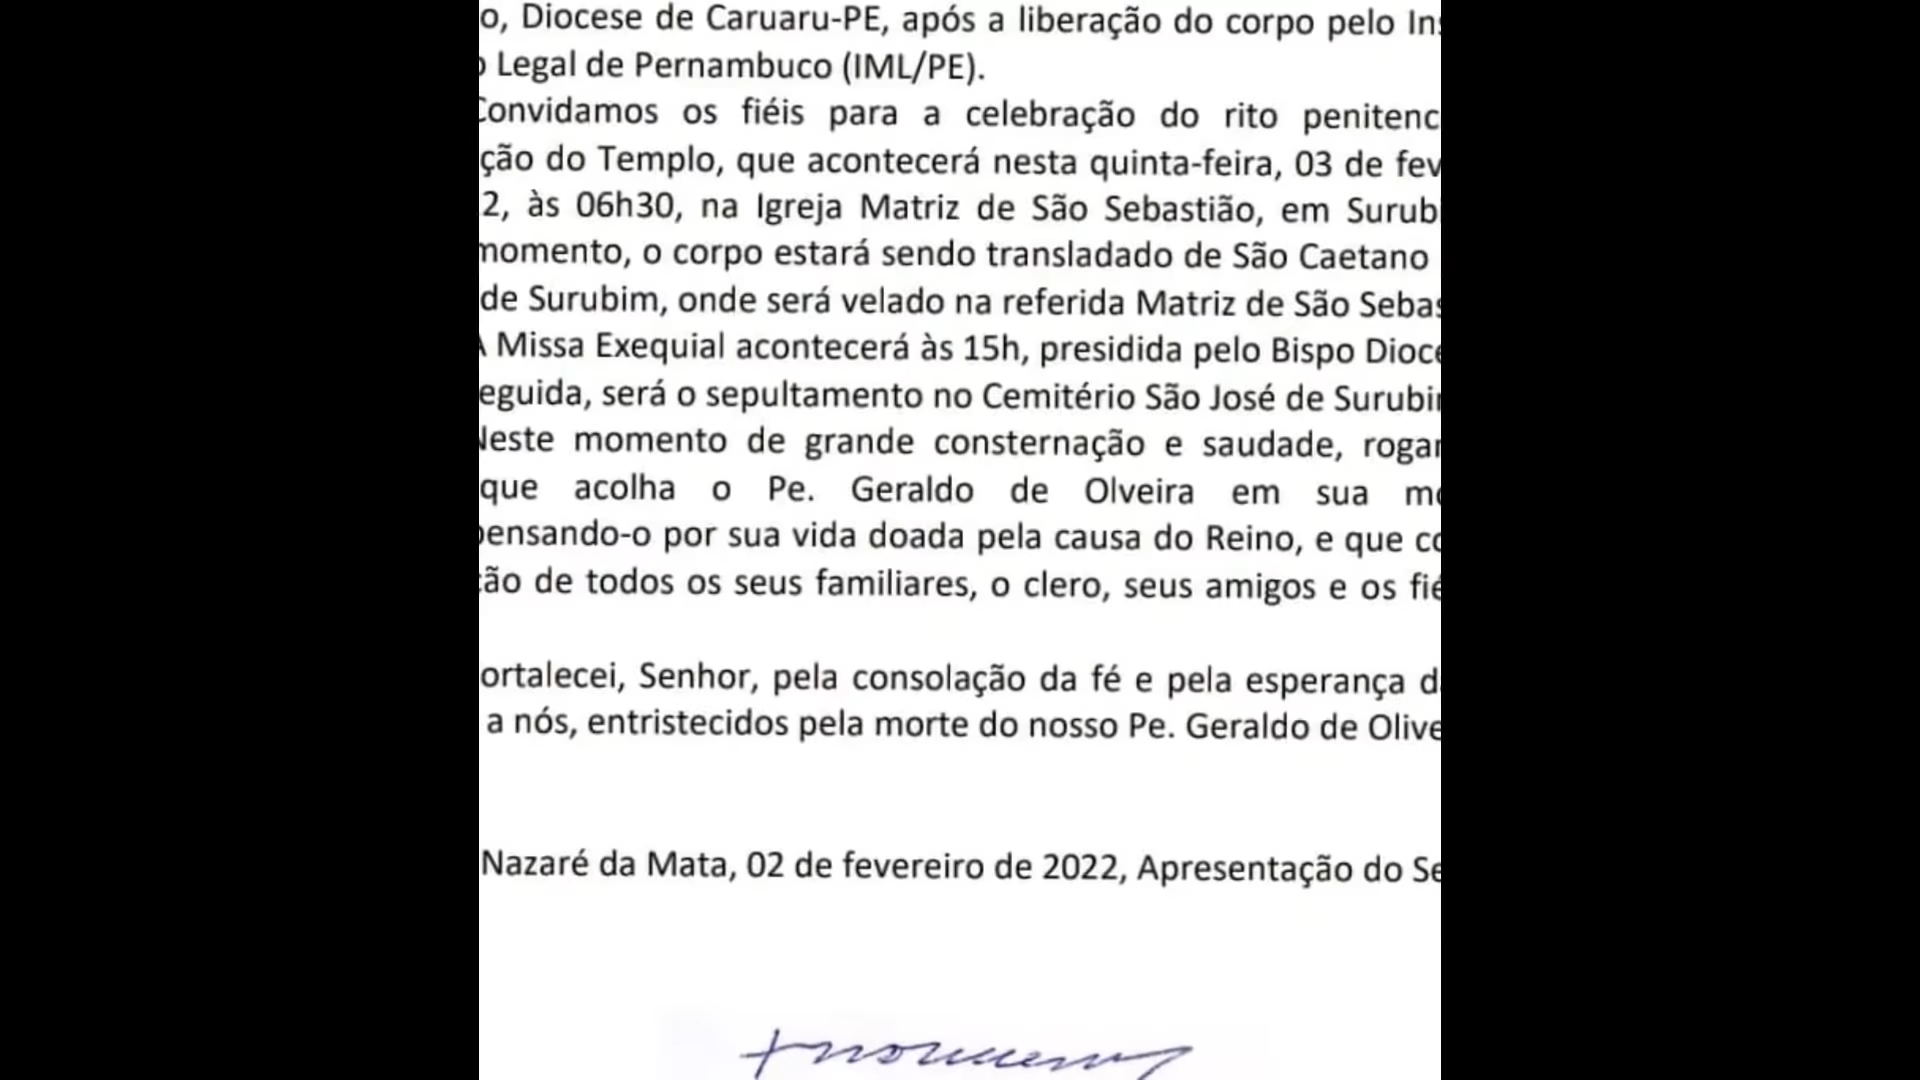 o, Diocese de Caruaru-PE, após a liberação do corpo pelo Ins
o Legal de Pernambuco (IML/PE).
Convidamos os fiéis para a celebração do rito penitenc
ção do Templo, que acontecerá nesta quinta-feira, 03 de fev
2, às 06h30, na Igreja Matriz de São Sebastião, em Surub
momento, o corpo estará sendo transladado de São Caetano
de Surubim, onde será velado na referida Matriz de São Sebas
A Missa Exequial acontecerá às 15h, presidida pelo Bispo Dioce
eguida, será o sepultamento no Cemitério São José de Surubim
Neste momento de grande consternação e saudade, rogam
que acolha o Pe. Geraldo de Olveira em sua mo
pensando-o por sua vida doada pela causa do Reino, e que co
ção de todos os seus familiares, o clero, seus amigos e os fié
ortalecei, Senhor, pela consolação da fé e pela esperança d
a nós, entristecidos pela morte do nosso Pe. Geraldo de Olive
Nazaré da Mata, 02 de fevereiro de 2022, Apresentação do Se